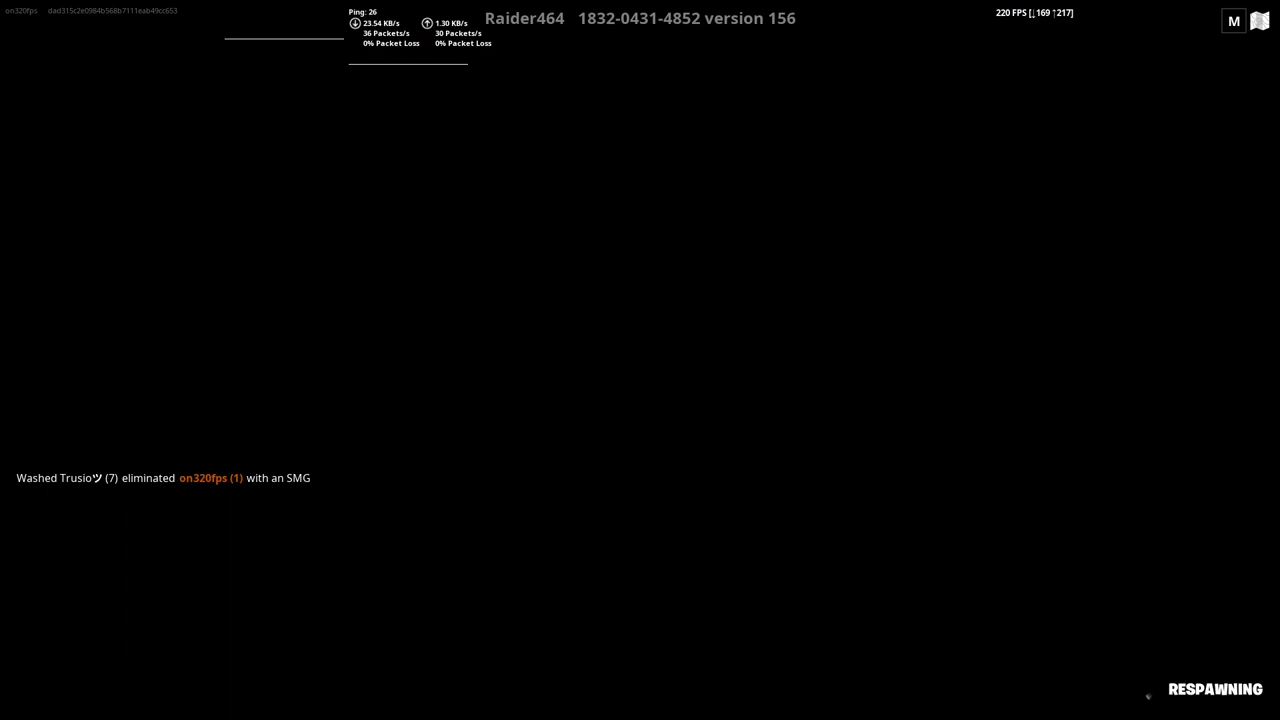 on320fps dad315c2e0984b568b7111eab49cc653
Ping: 26
23.54 KB/s 1.30 KB/s
36 Packets/s 30 Packets/s
0% Packet Loss 0% Packet Loss
Raider464 1832-0431-4852 version 156
220 FPS [↓169 ↑217]
M
Washed Trusioツ (7) eliminated on320fps (1) with an SMG
RESPAWNING